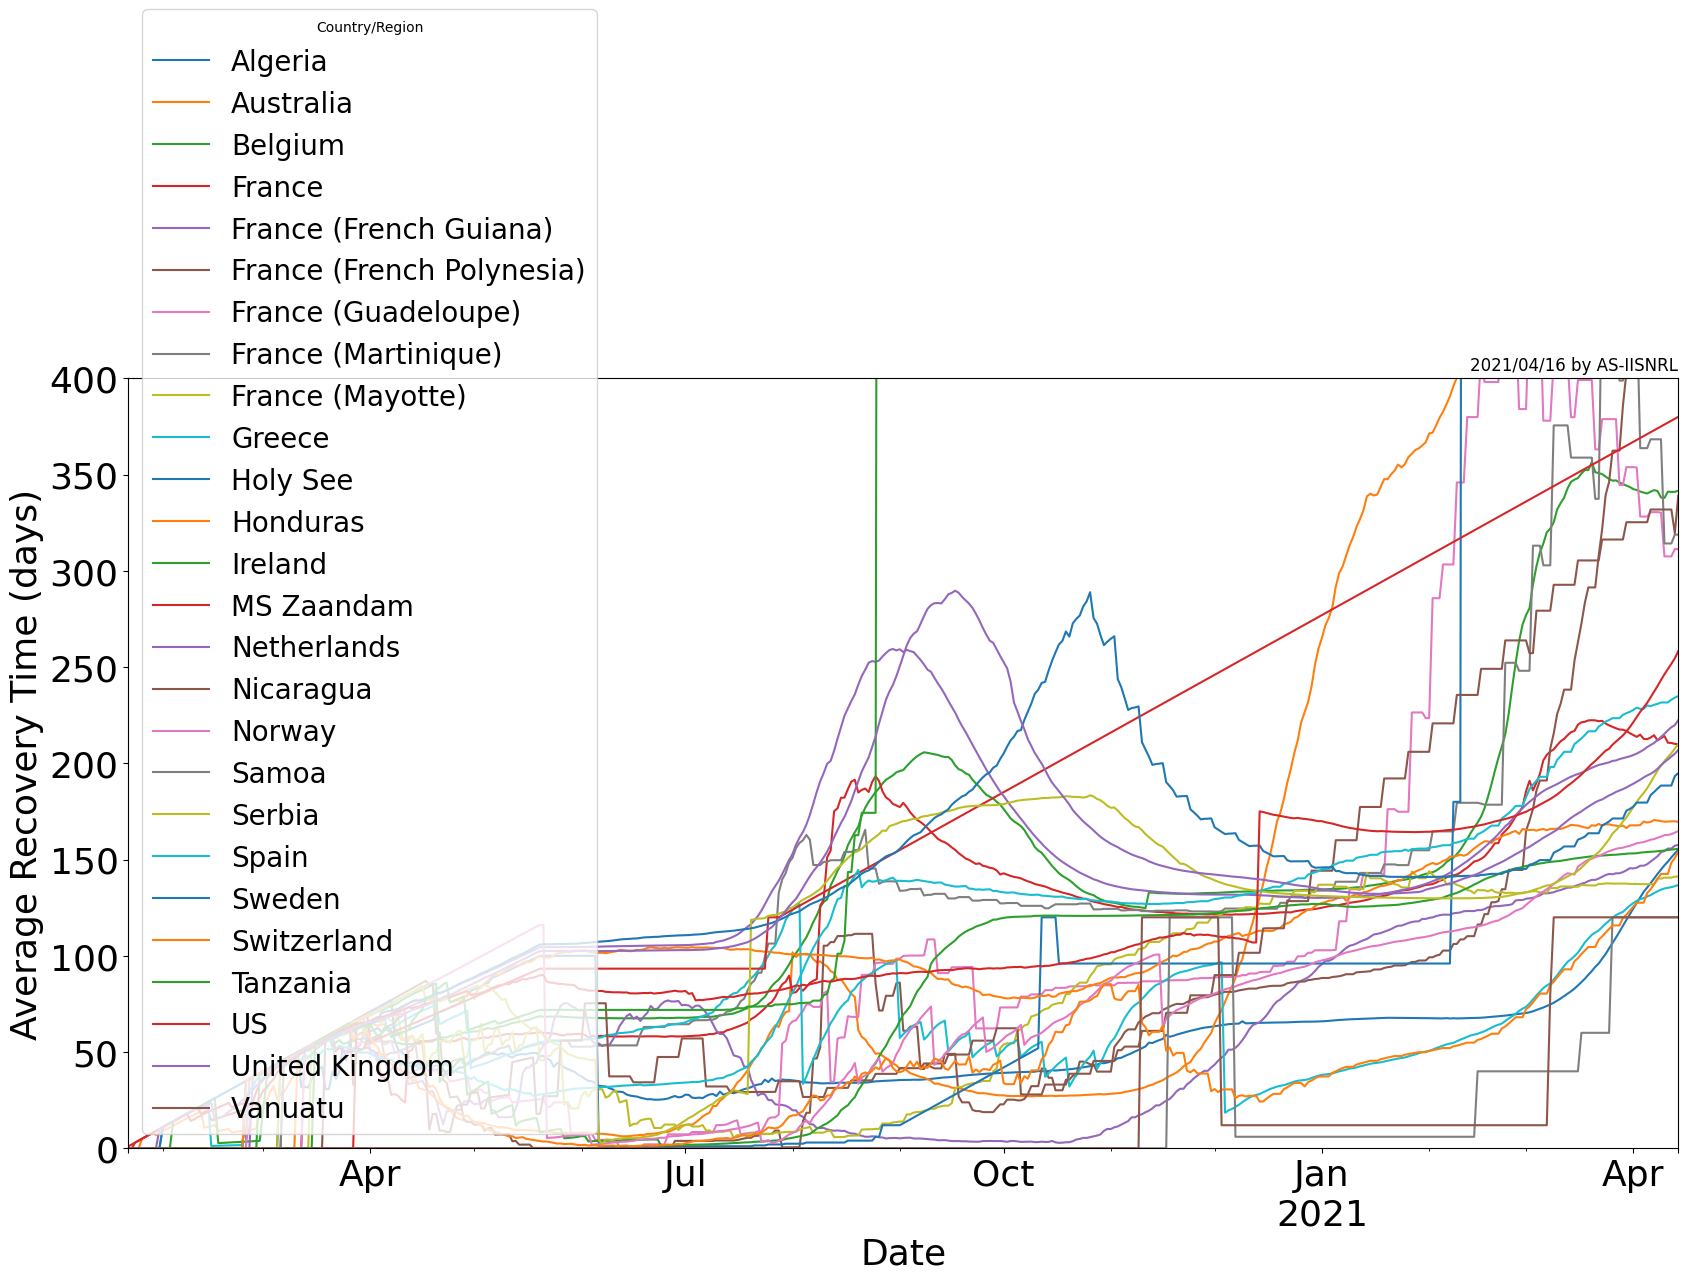 Country/Region
Algeria
Australia
Belgium
France
France (French Guiana)
France (French Polynesia)
France (Guadeloupe)
France (Martinique)
France (Mayotte)
Greece
Holy See
Honduras
Ireland
MS Zaandam
Netherlands
Nicaragua
Norway
Samoa
Serbia
Spain
Sweden
Switzerland
Tanzania
US
United Kingdom
Vanuatu
2021/04/16 by AS-IISNRL
Average Recovery Time (days)
400
350
300
250
200
150
100
50
0
Apr
Jul
Oct
Jan
2021
Apr
Date